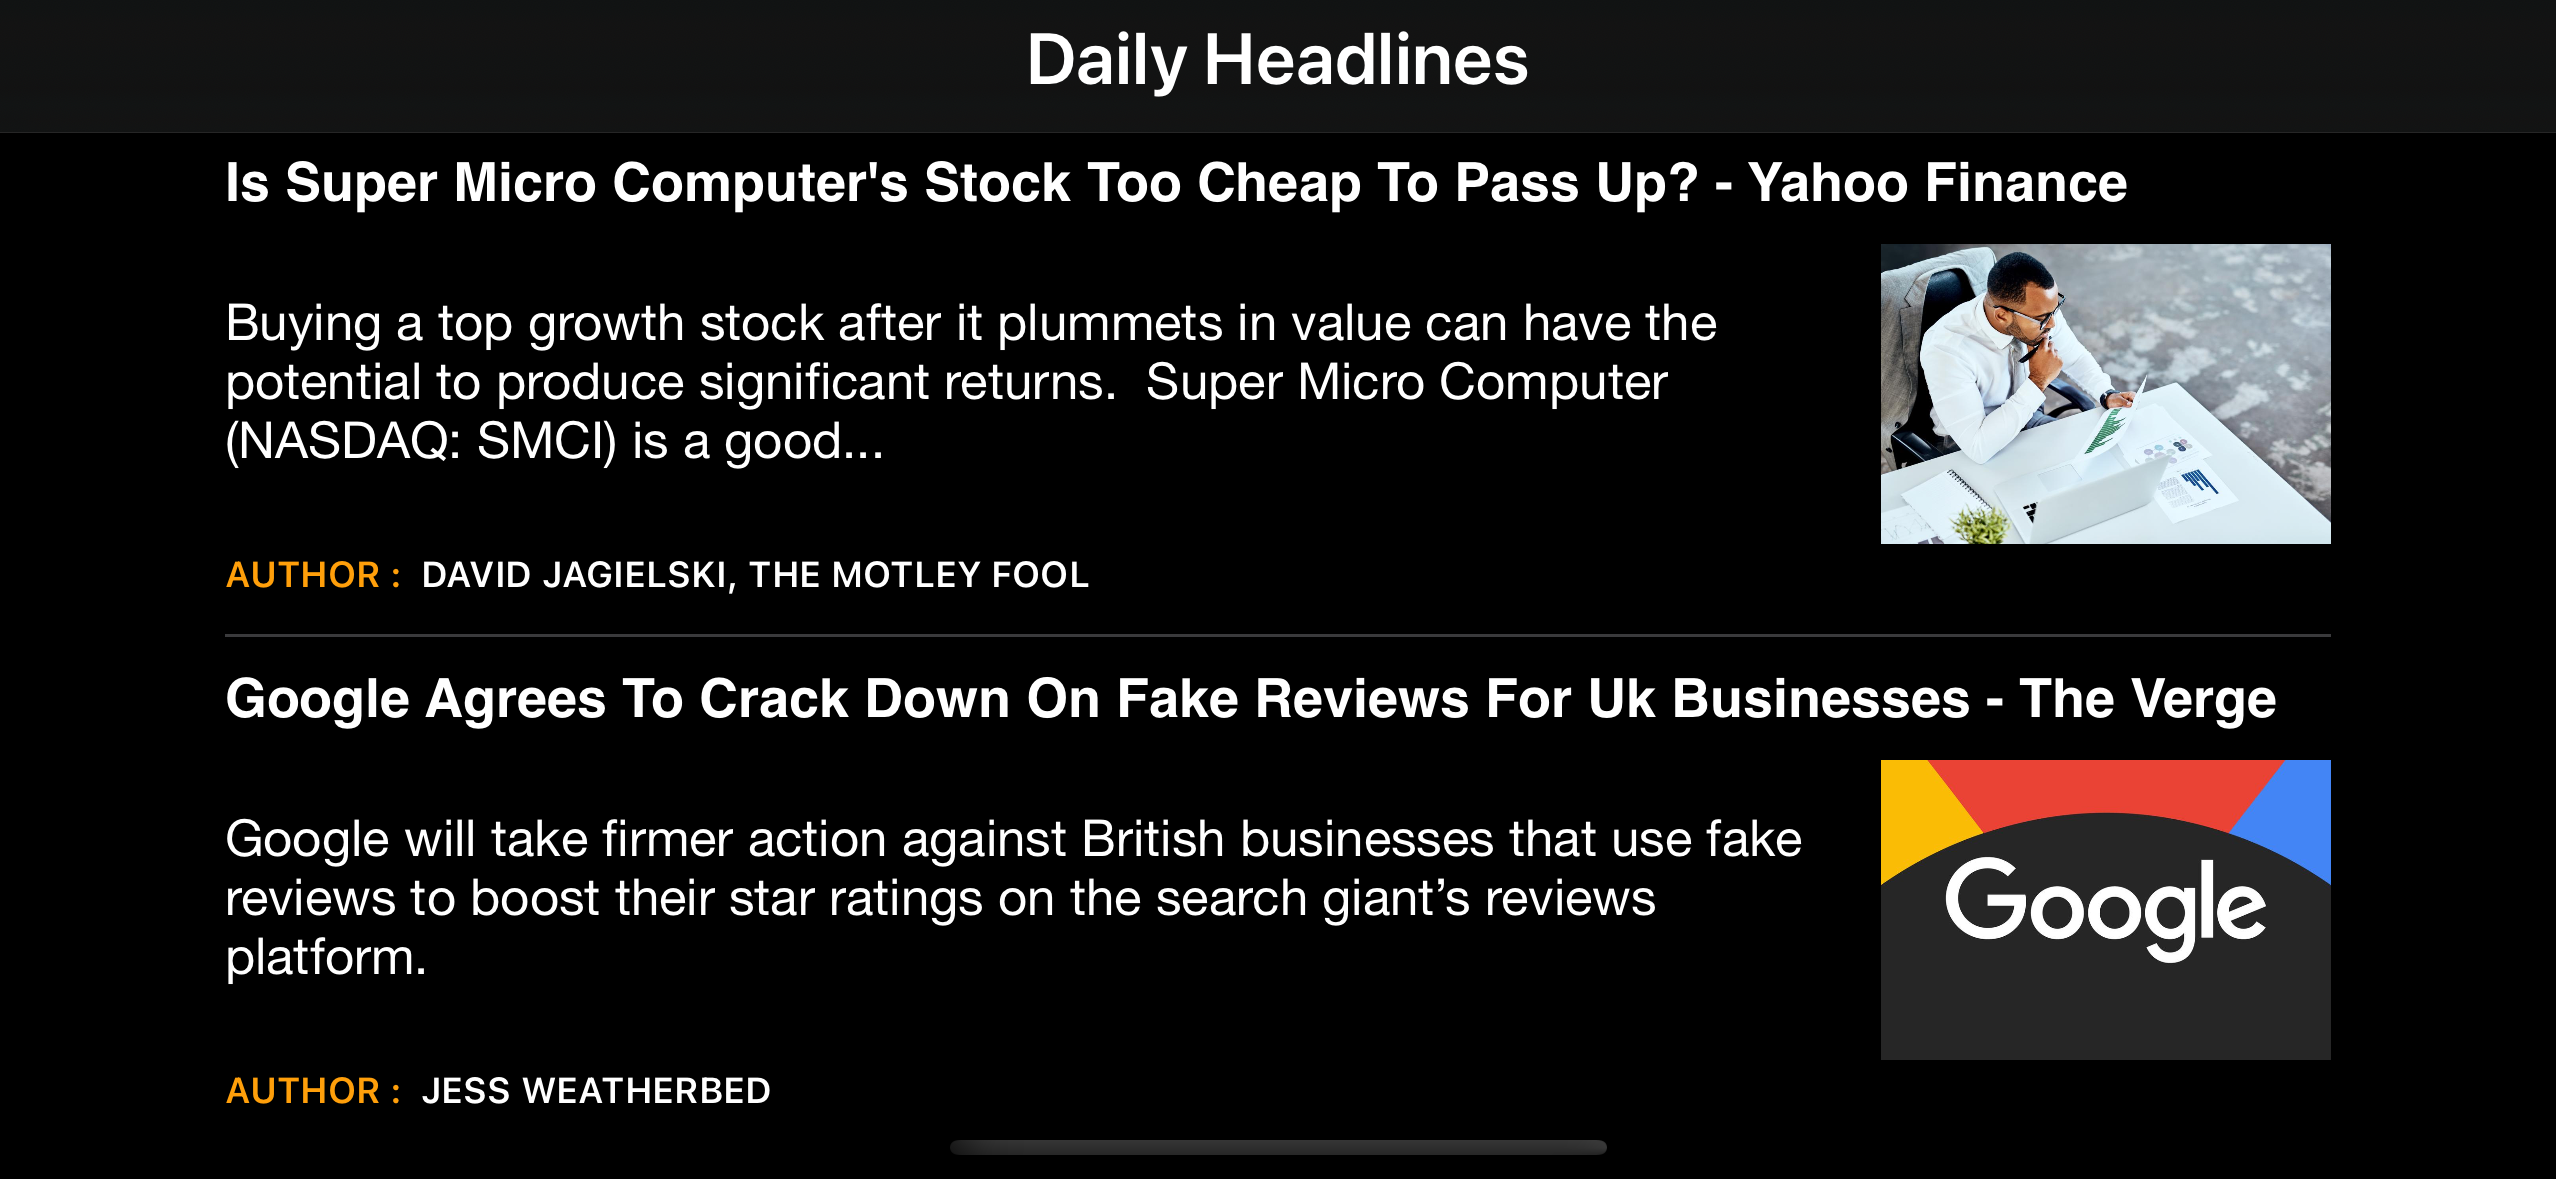 Daily Headlines
Is Super Micro Computer's Stock Too Cheap To Pass Up? - Yahoo Finance
Buying a top growth stock after it plummets in value can have the
potential to produce significant returns.  Super Micro Computer
(NASDAQ: SMCI) is a good...
AUTHOR :  DAVID JAGIELSKI, THE MOTLEY FOOL
Google Agrees To Crack Down On Fake Reviews For Uk Businesses - The Verge
Google will take firmer action against British businesses that use fake
reviews to boost their star ratings on the search giant’s reviews
platform.
Google
AUTHOR :  JESS WEATHERBED